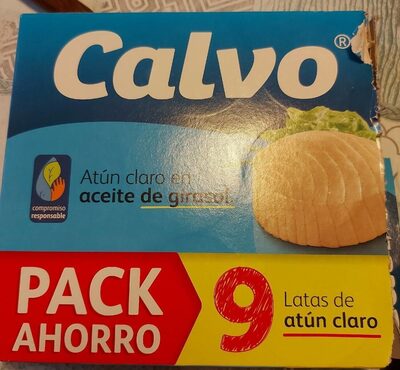 Calvo®
Atún claro en
aceite de girasol
compromiso
responsable
PACK
AHORRO
9
Latas de
atún claro